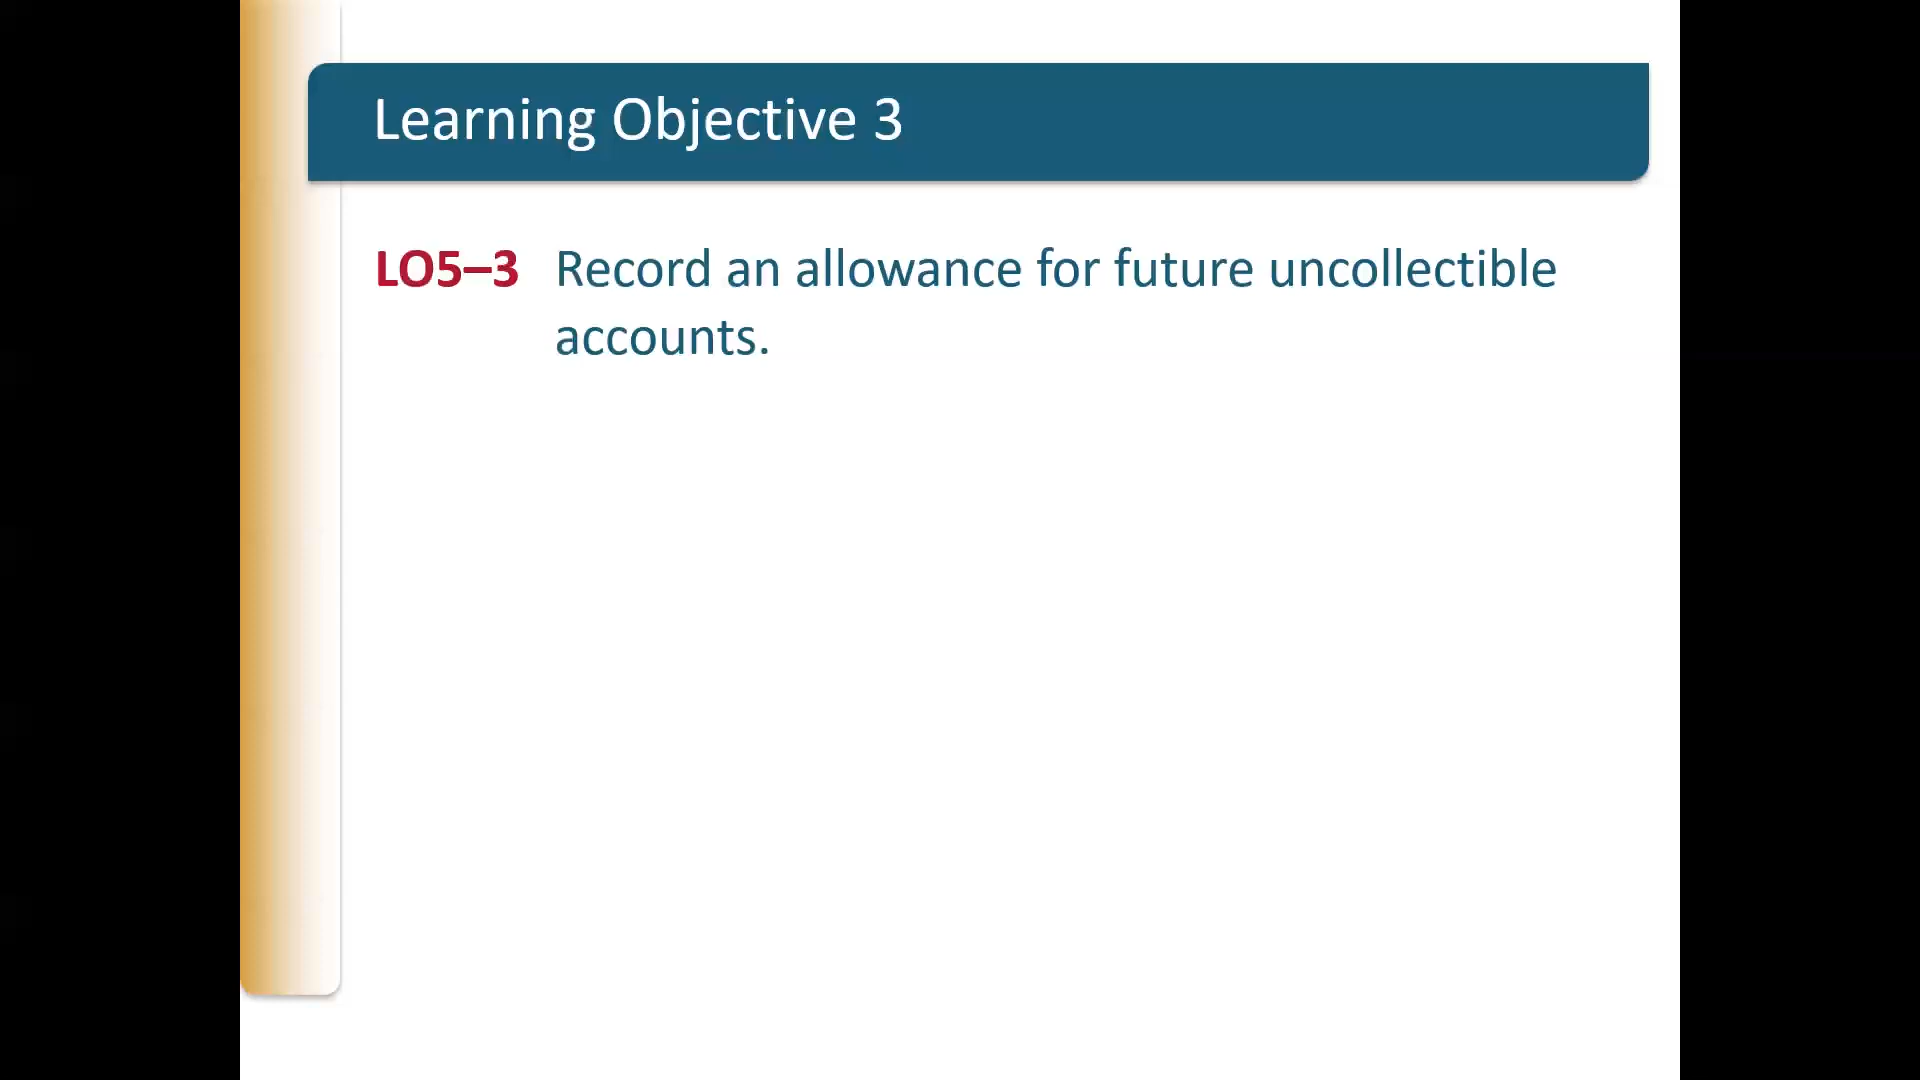 Learning Objective 3
LO5–3 Record an allowance for future uncollectible
accounts.